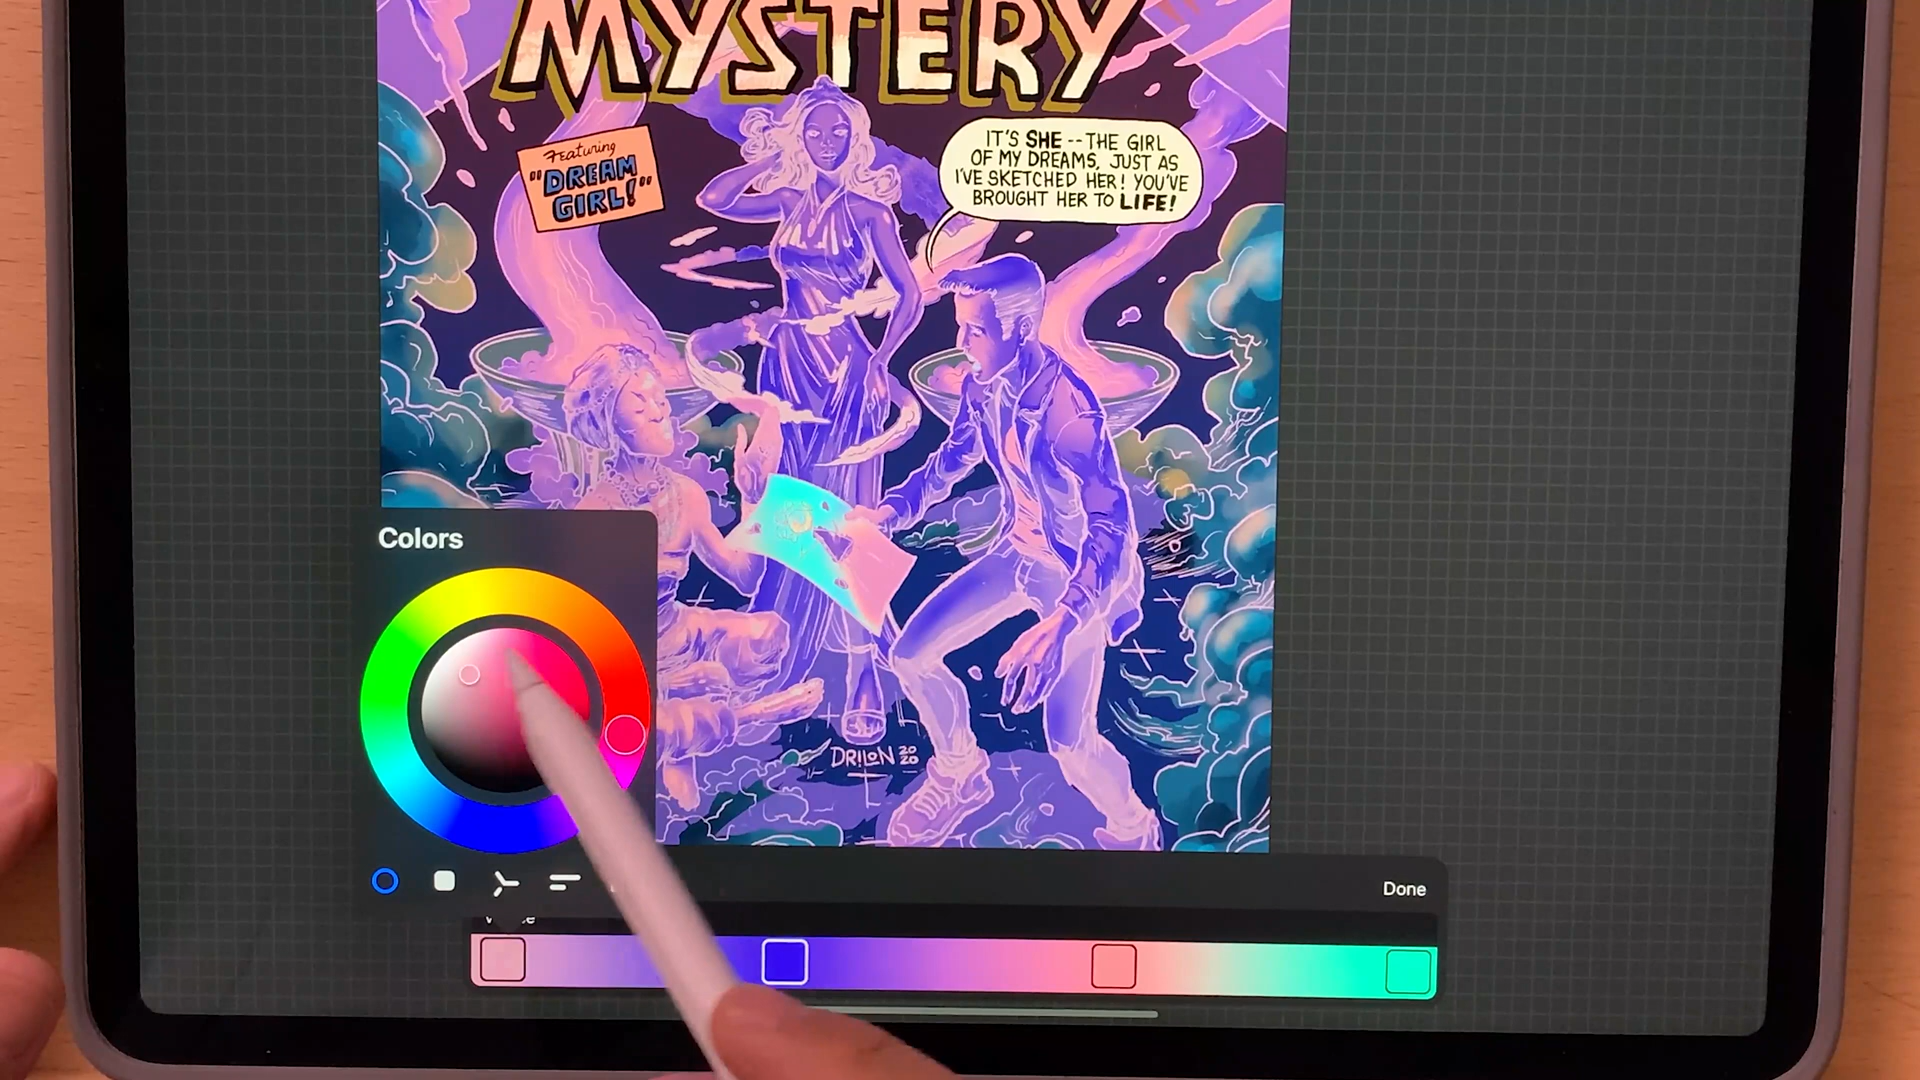 MYSTERY
Featuring
"DREAM
GIRL!"
IT'S SHE -- THE GIRL
OF MY DREAMS, JUST AS
I'VE SKETCHED HER! YOU'VE
BROUGHT HER TO LIFE!
Colors
DRILON 20
20
Done